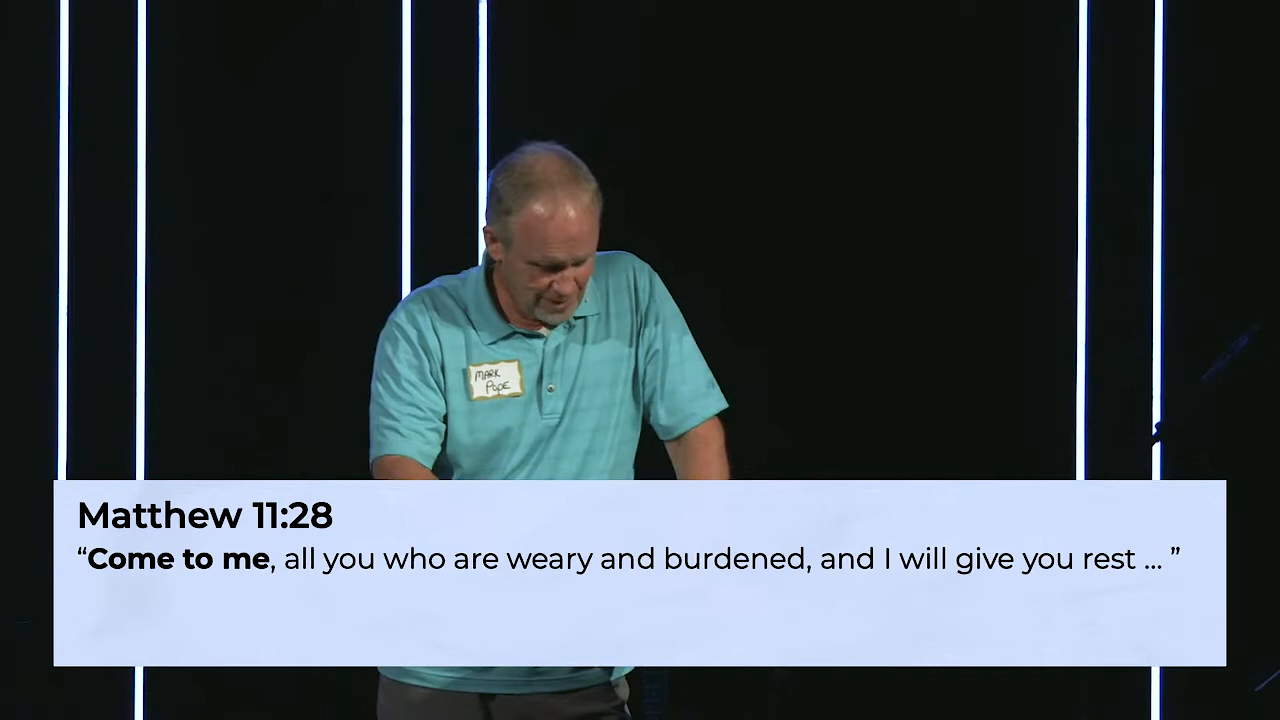 MARK
Pope
Matthew 11:28
“Come to me, all you who are weary and burdened, and I will give you rest ... ”